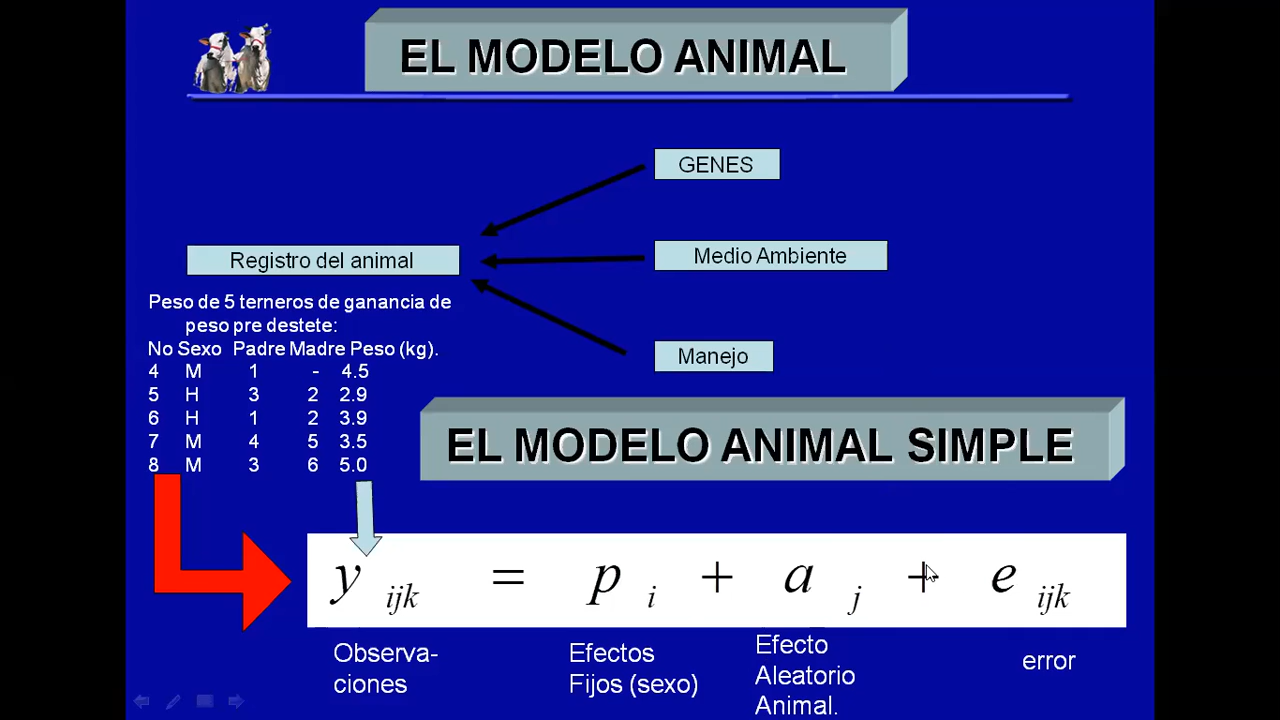 EL MODELO ANIMAL
GENES
Medio Ambiente
Manejo
Registro del animal
Peso de 5 terneros de ganancia de
peso pre destete:
No Sexo Padre Madre Peso (kg).
4 M 1 - 4.5
5 H 3 2 2.9
6 H 1 2 3.9
7 M 4 5 3.5
8 M 3 6 5.0
EL MODELO ANIMAL SIMPLE
y ijk = p i + a j + e ijk
Observa-
ciones
Efectos
Fijos (sexo)
Efecto
Aleatorio
Animal.
error